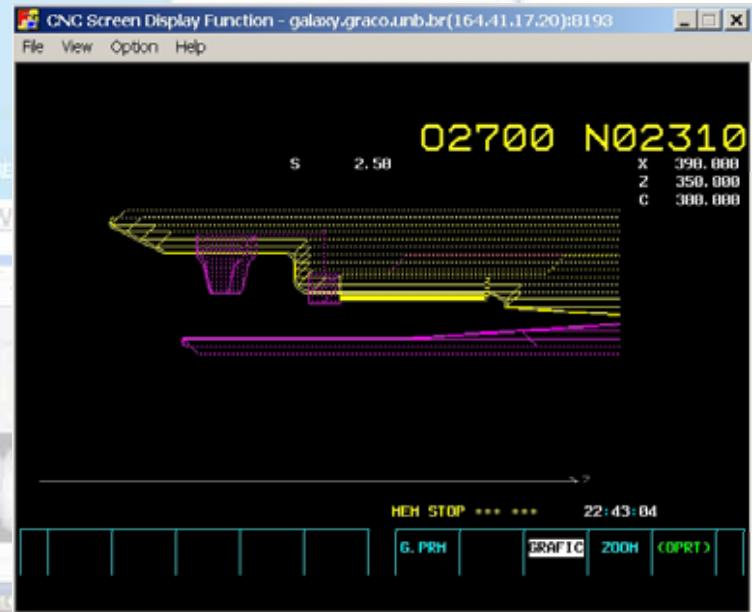 CNC Screen Display Function - galaxy.graco.unb.br(164.41.17.20):8193
File View Option Help
O2700 N02310
S 2.50 X 390.000
Z 350.000
C 300.000
MEM STOP *** *** 22:43:04
G.PRM GRAFIC ZOOM (OPRT)